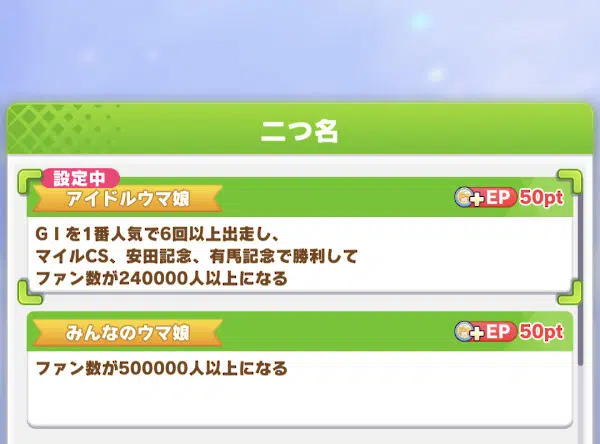 二つ名
設定中
アイドルウマ娘
+EP 50pt
GⅠを1番人気で6回以上出走し、
マイルCS、安田記念、有馬記念で勝利して
ファン数が240000人以上になる
みんなのウマ娘
+EP 50pt
ファン数が500000人以上になる